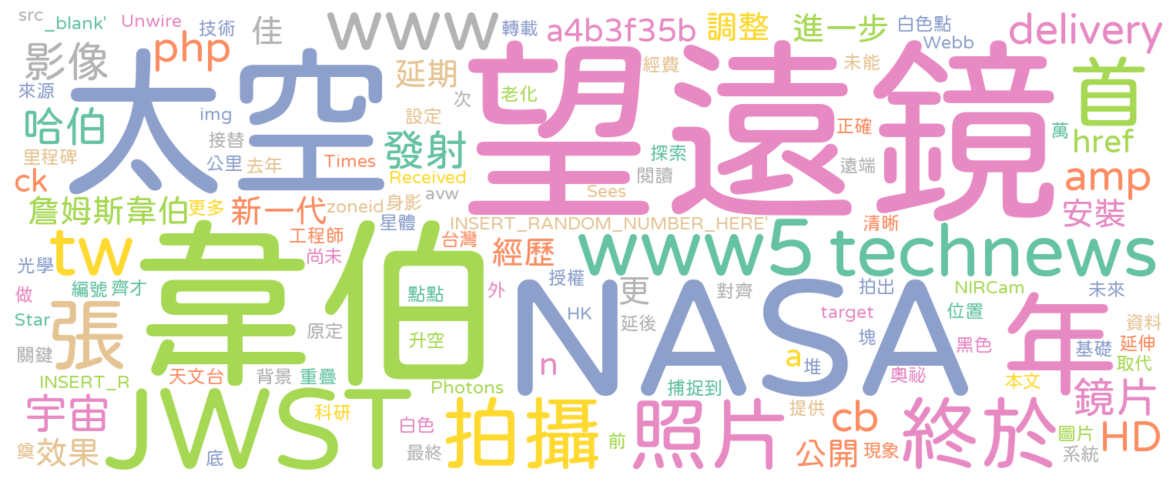 src _blank' Unwire 技術 佳 www 轉載 a4b3f35b 調整 進一步 白色點 Webb delivery
影像 php 延期 經費 未能 首
來源 img 次 老化 href
哈伯 太空 設定 望遠鏡 正確 萬
里程碑 接替 公里 去年 Times 發射 探索 閱讀 遠端 amp
ck Received Sees
詹姆斯韋伯 更多 新一代 zoneid 身影 avw 星體 INSERT_RANDOM_NUMBER_HERE' 清晰 安裝
tw 工程師 尚未 台灣 經歷 www5 technews
光學 韋伯 外 授權 更 對齊 拍出 NIRCam 未來
做 編號 齊才 點點 NASA 年
Star 張 原定 升空 HK 延後 target 塊 位置 黑色 資料
關鍵 n a 堆 基礎 延伸
INSERT_R 天文台 背景 重疊 Photons 捕捉到 奧祕 本文 取代
宇宙 JWST 科研 白色 拍攝 照片 提供 cb 終於 鏡片
奠 效果 底 最終 前 公開 現象 圖片 系統 HD